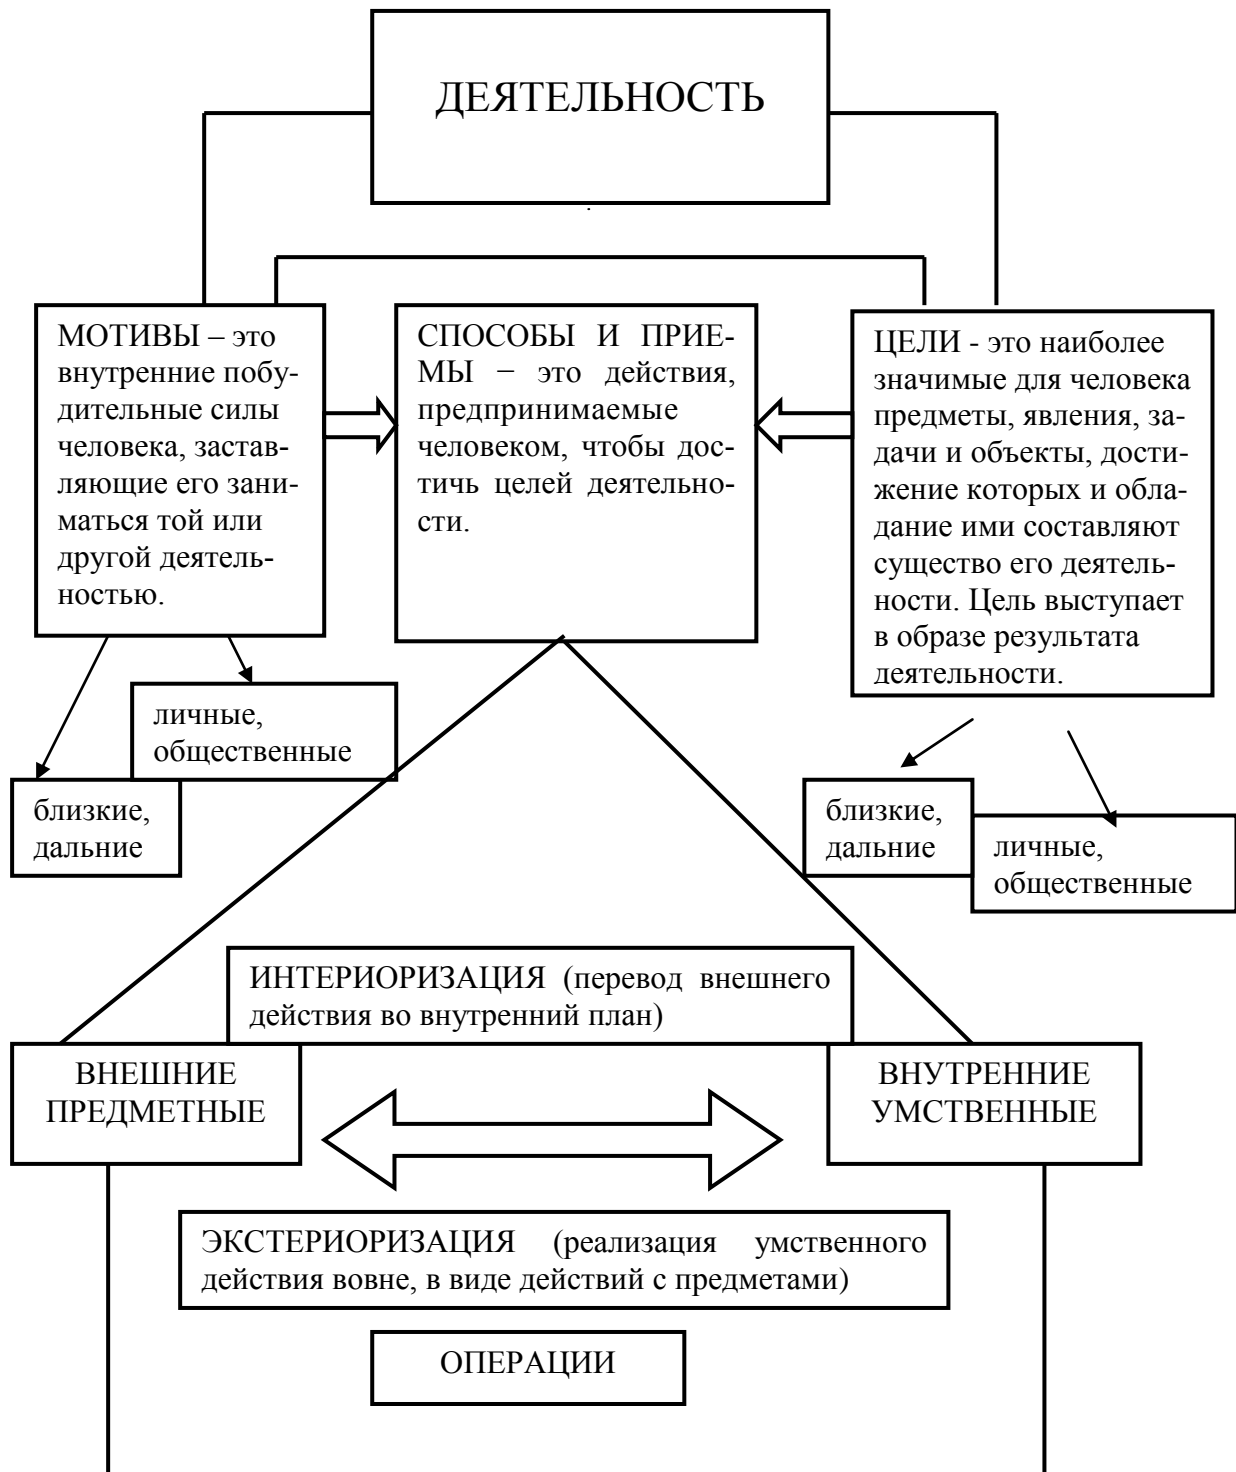 ДЕЯТЕЛЬНОСТЬ
МОТИВЫ – это
внутренние побу-
дительные силы
человека, застав-
ляющие его зани-
маться той или
другой деятель-
ностью.
СПОСОБЫ И ПРИЕ-
МЫ − это действия,
предпринимаемые
человеком, чтобы дос-
тичь целей деятельно-
сти.
ЦЕЛИ - это наиболее
значимые для человека
предметы, явления, за-
дачи и объекты, дости-
жение которых и обла-
дание ими составляют
существо его деятель-
ности. Цель выступает
в образе результата
деятельности.
личные,
общественные
близкие,
дальние
близкие,
дальние
личные,
общественные
ИНТЕРИОРИЗАЦИЯ (перевод внешнего
действия во внутренний план)
ВНЕШНИЕ
ПРЕДМЕТНЫЕ
ВНУТРЕННИЕ
УМСТВЕННЫЕ
ЭКСТЕРИОРИЗАЦИЯ (реализация умственного
действия вовне, в виде действий с предметами)
ОПЕРАЦИИ